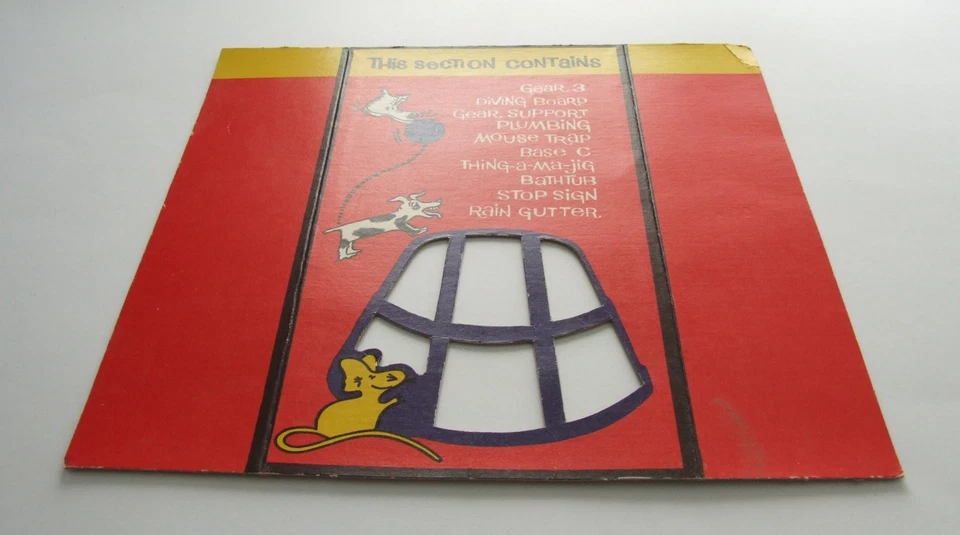 THis section contains
Gear 3
Diving Board
Gear support
PLUMBING
Mouse Trap
Base C
THing-a-ma-jig
BatHTUB
STOP sign
Rain Gutter.